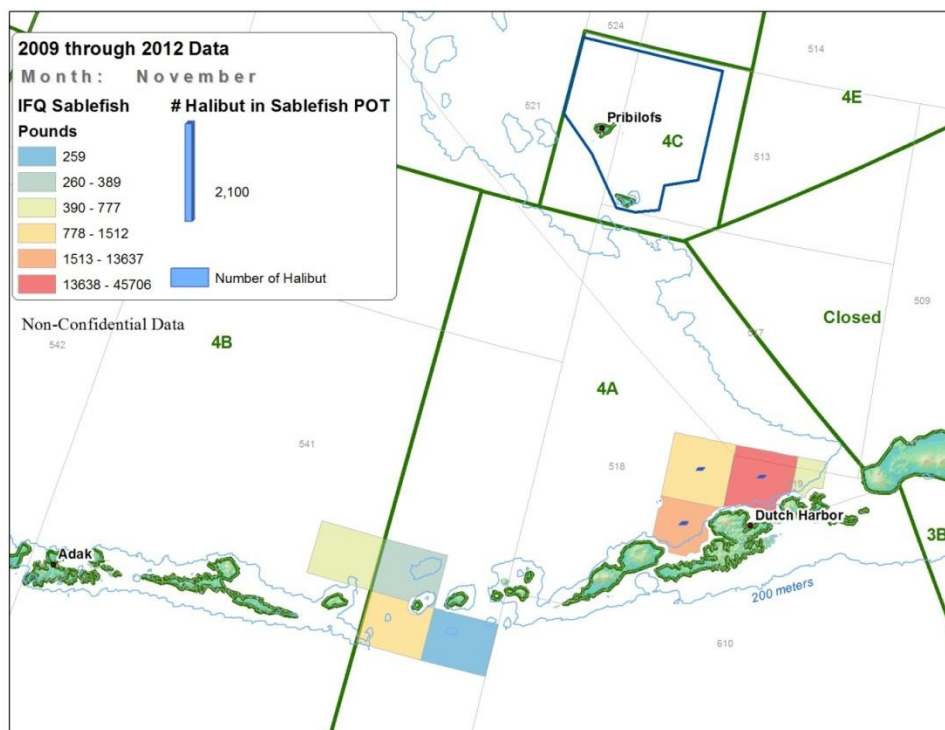 2009 through 2012 Data
Month: November
IFQ Sablefish
Pounds
259
260 - 389
390 - 777
778 - 1512
1513 - 13637
13638 - 45706
# Halibut in Sablefish POT
2,100
Number of Halibut
Non-Confidential Data
524
514
4E
521
Pribilofs
4C
513
509
Closed
517
542
4B
4A
541
518
519
Dutch Harbor
Adak
3B
200 meters
610